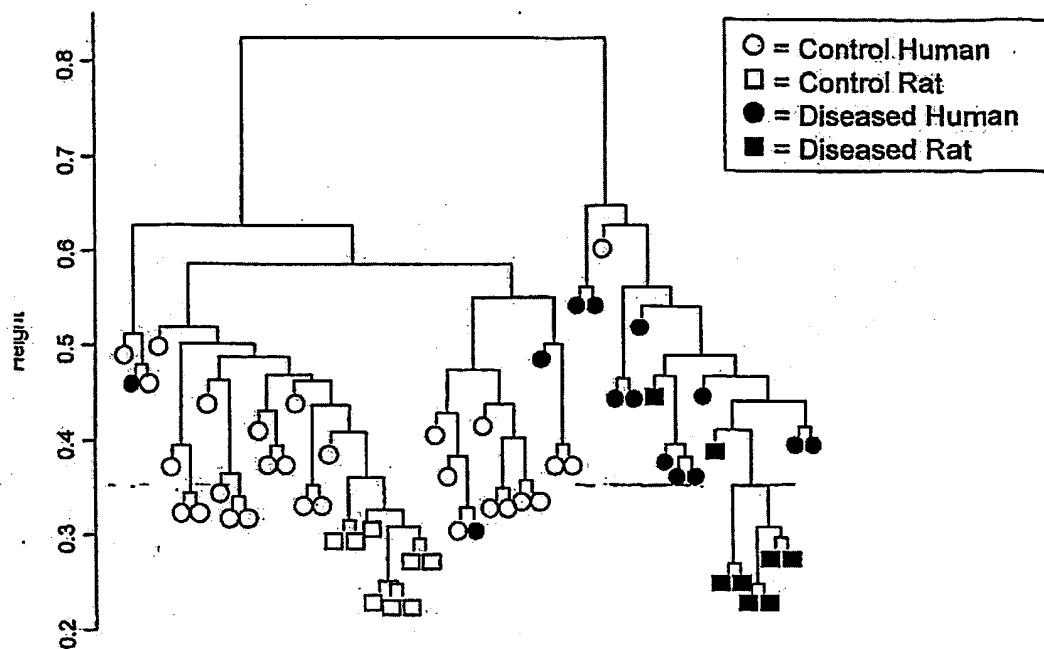 = Control Human
= Control Rat
= Diseased Human
= Diseased Rat
0.8
0.7
0.6
0.5
0.4
0.3
0.2
Height